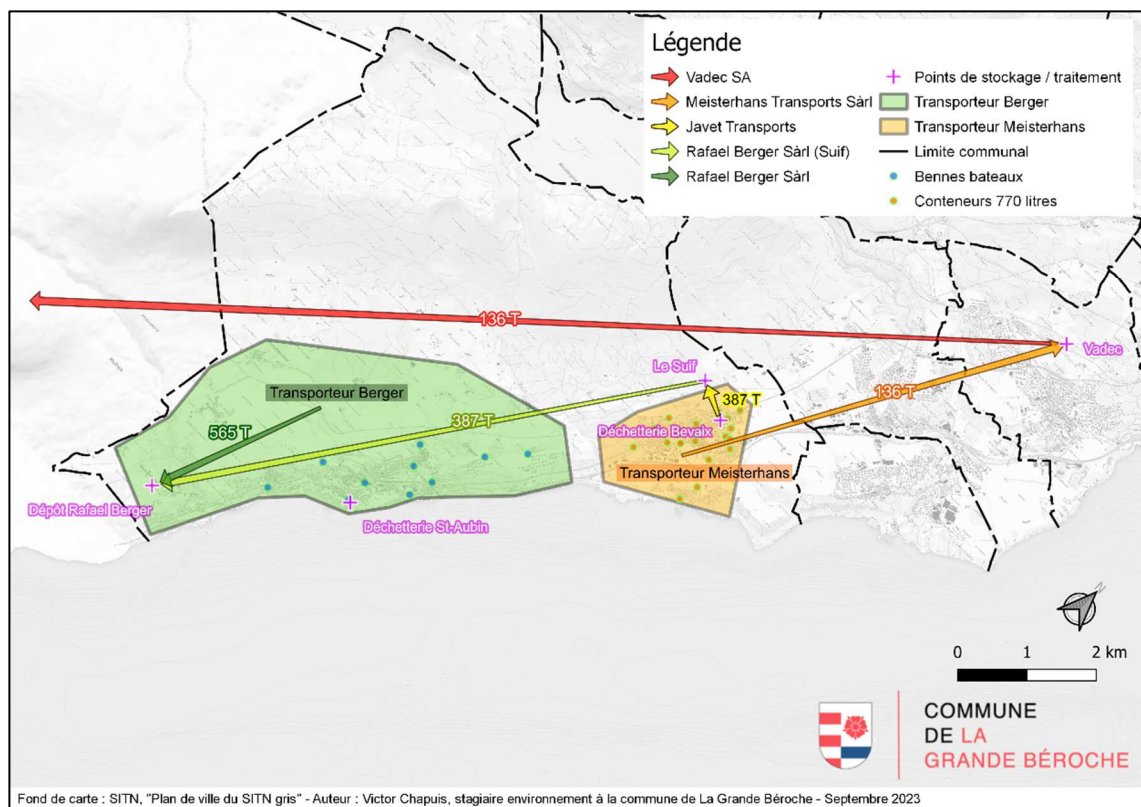 Légende
Vadec SA
Meisterhans Transports Sàrl
Javet Transports
Rafael Berger Sàrl (Suif)
Rafael Berger Sàrl
Points de stockage / traitement
Transporteur Berger
Transporteur Meisterhans
Limite communal
Bennes bateaux
Conteneurs 770 litres
136 T
Vadec
Le Suif
136 T
Transporteur Berger
387 T
387 T
565 T
Déchetterie Bevaix
Transporteur Meisterhans
Dépôt Rafael Berger
Déchetterie St-Aubin
N
0 1 2 km
COMMUNE
DE LA
GRANDE BÉROCHE
Fond de carte : SITN, "Plan de ville du SITN gris" - Auteur : Victor Chapuis, stagiaire environnement à la commune de La Grande Béroche - Septembre 2023